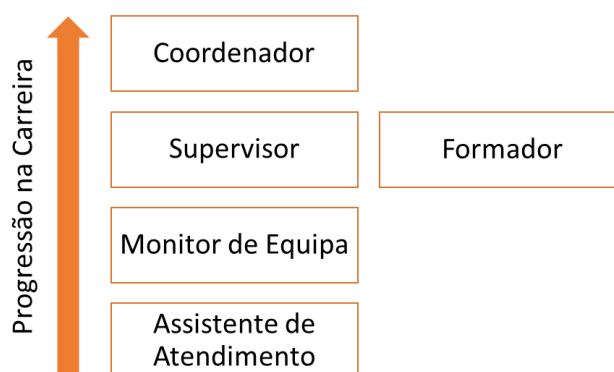 Progressão na Carreira
Coordenador
Supervisor
Formador
Monitor de Equipa
Assistente de
Atendimento